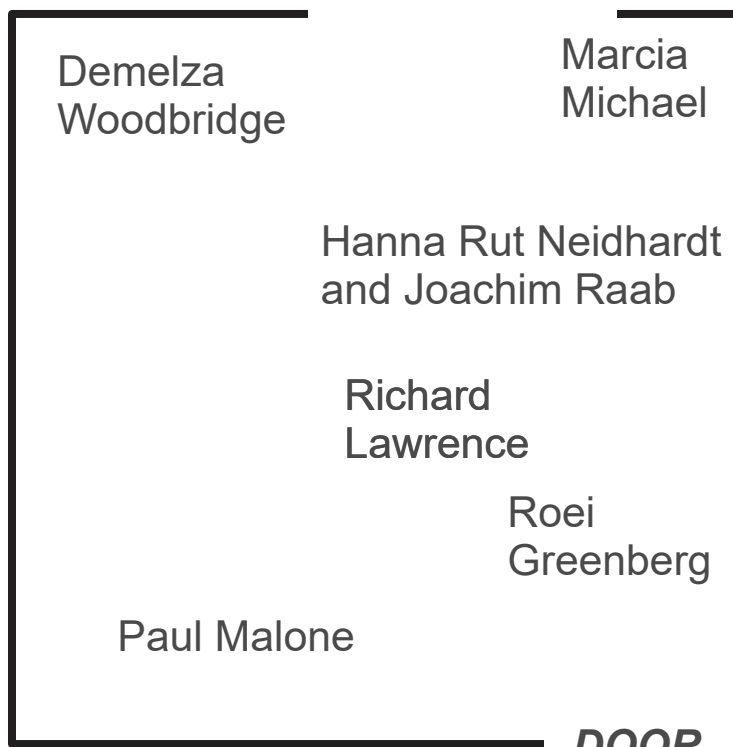 Demelza
Woodbridge
Marcia
Michael
Hanna Rut Neidhardt
and Joachim Raab
Richard
Lawrence
Roei
Greenberg
Paul Malone
DOOR